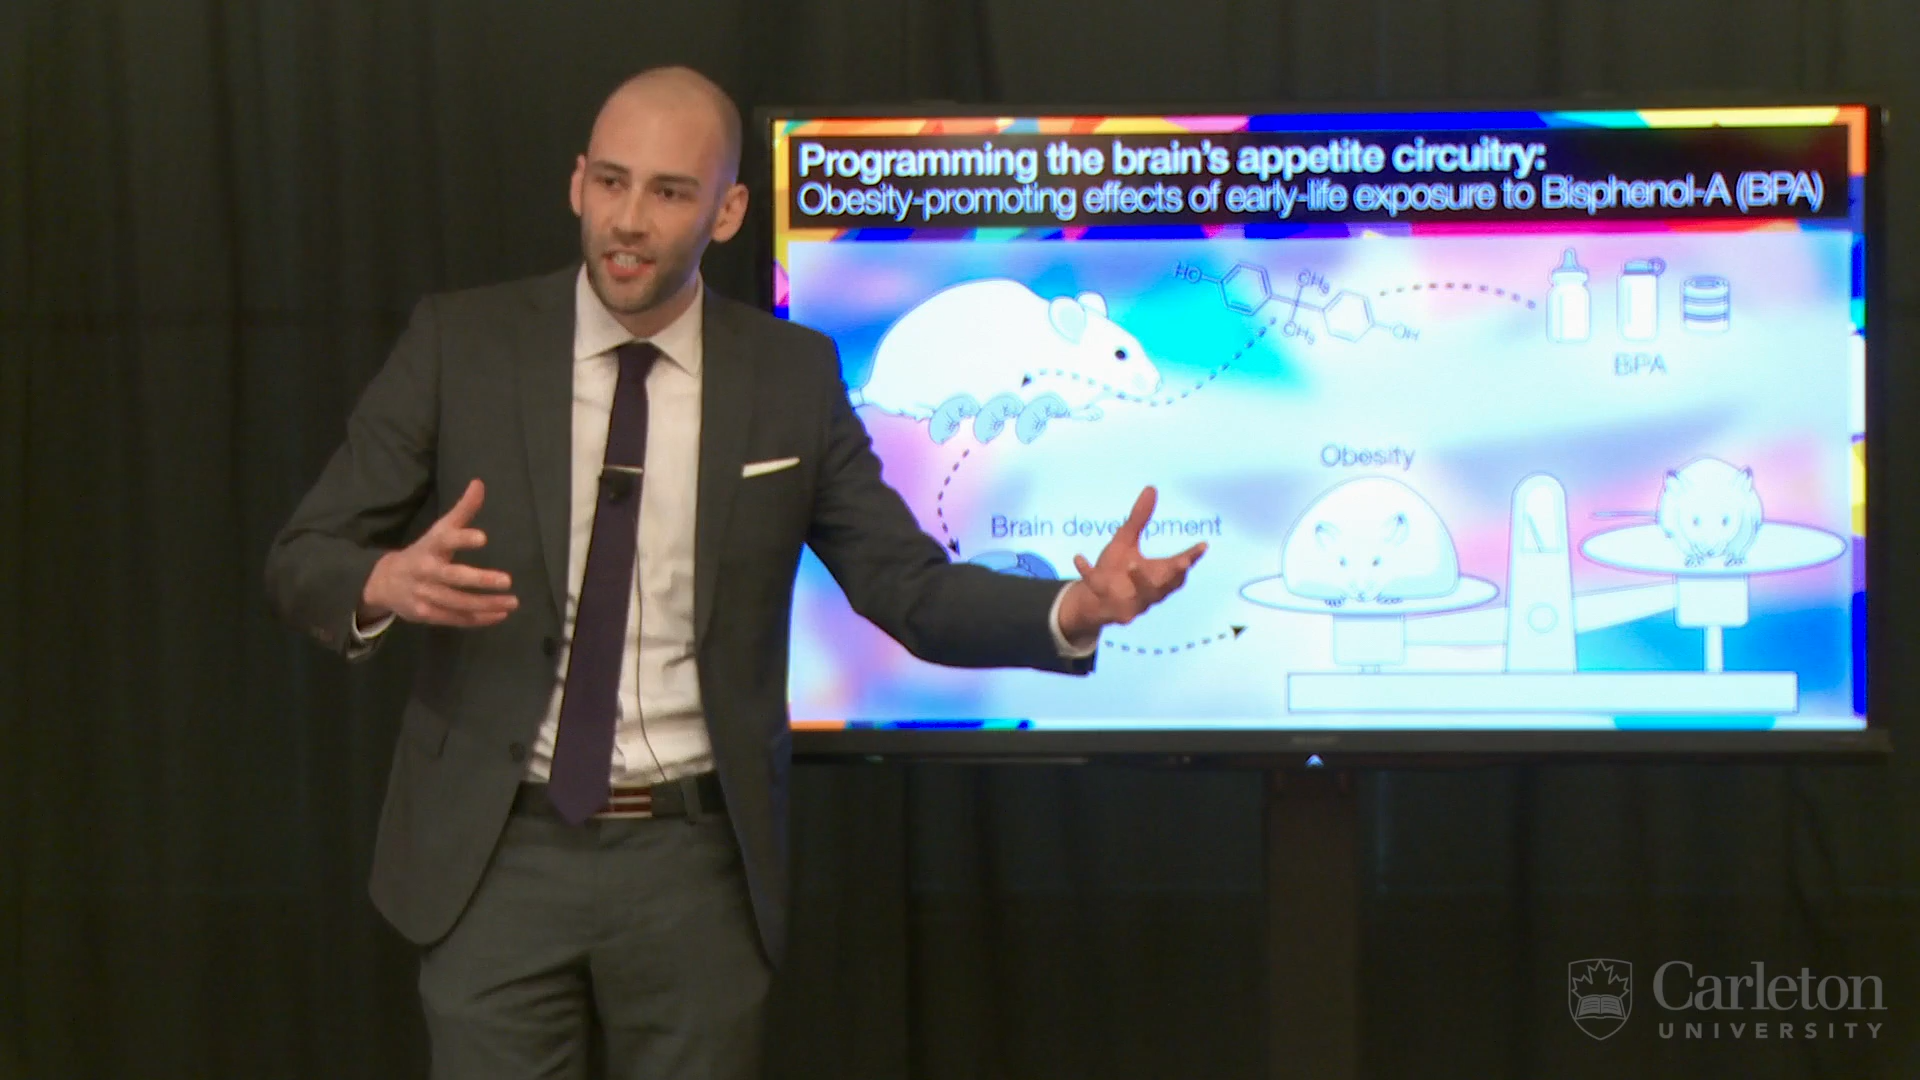 Programming the brain's appetite circuitry:
Obesity-promoting effects of early-life exposure to Bisphenol-A (BPA)
HO
CH3
CH3
OH
BPA
Obesity
Brain development
Carleton
UNIVERSITY